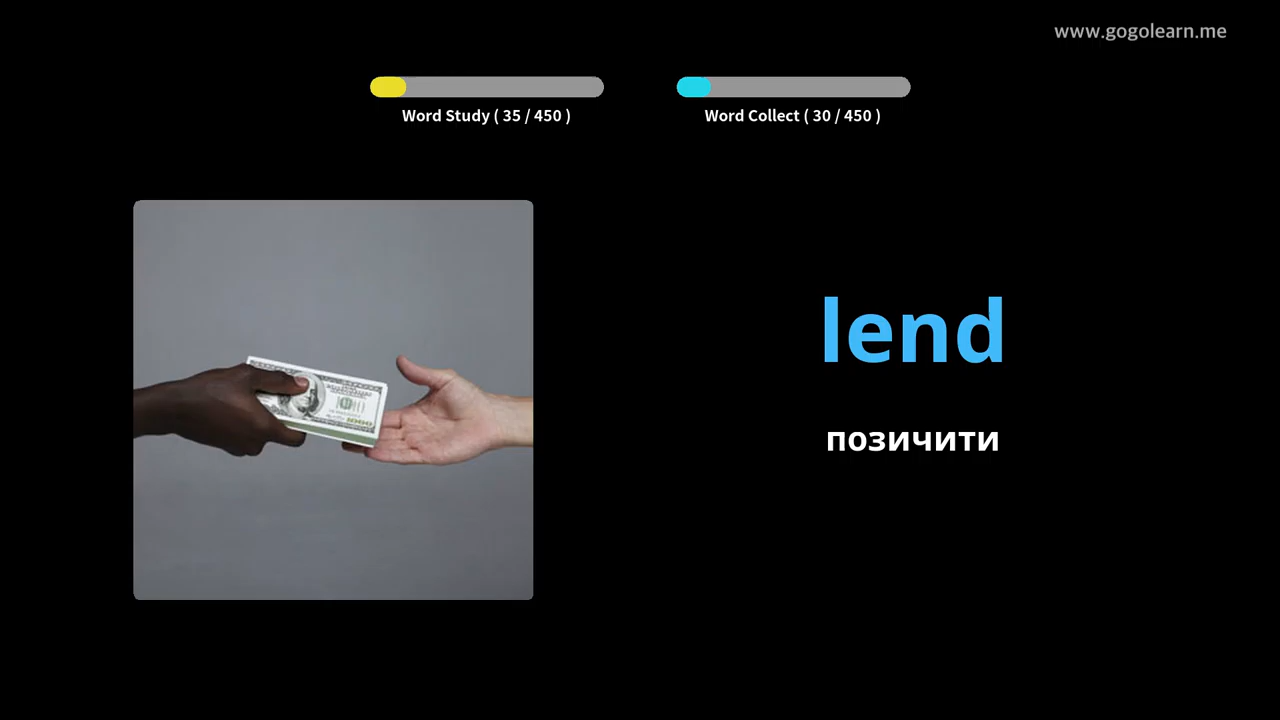 www.gogolearn.me
Word Study ( 35 / 450 )
Word Collect ( 30 / 450 )
lend
позичити